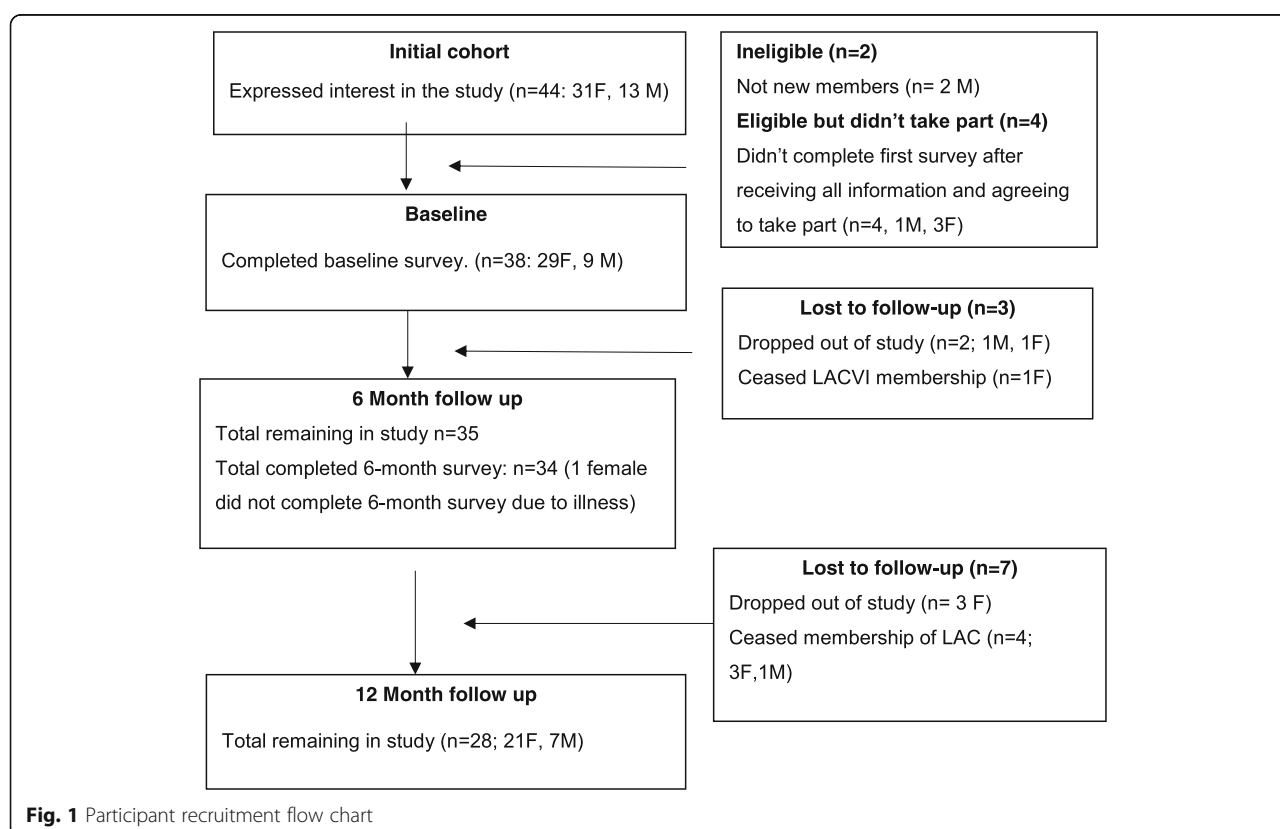 Initial cohort
Expressed interest in the study (n=44: 31F, 13 M)
Ineligible (n=2)
Not new members (n= 2 M)
Eligible but didn't take part (n=4)
Didn't complete first survey after
receiving all information and agreeing
to take part (n=4, 1M, 3F)
Baseline
Completed baseline survey. (n=38: 29F, 9 M)
Lost to follow-up (n=3)
Dropped out of study (n=2; 1M, 1F)
Ceased LACVI membership (n=1F)
6 Month follow up
Total remaining in study n=35
Total completed 6-month survey: n=34 (1 female
did not complete 6-month survey due to illness)
Lost to follow-up (n=7)
Dropped out of study (n= 3 F)
Ceased membership of LAC (n=4;
3F,1M)
12 Month follow up
Total remaining in study (n=28; 21F, 7M)
Fig. 1 Participant recruitment flow chart